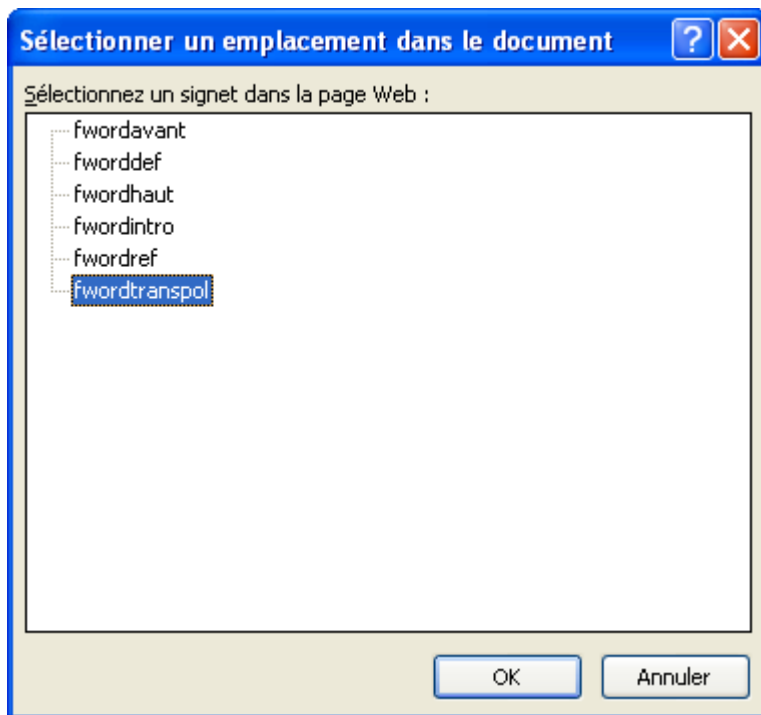 Sélectionner un emplacement dans le document
Sélectionnez un signet dans la page Web :
fwordavant
fworddef
fwordhaut
fwordintro
fwordref
fwordtranspol
OK Annuler